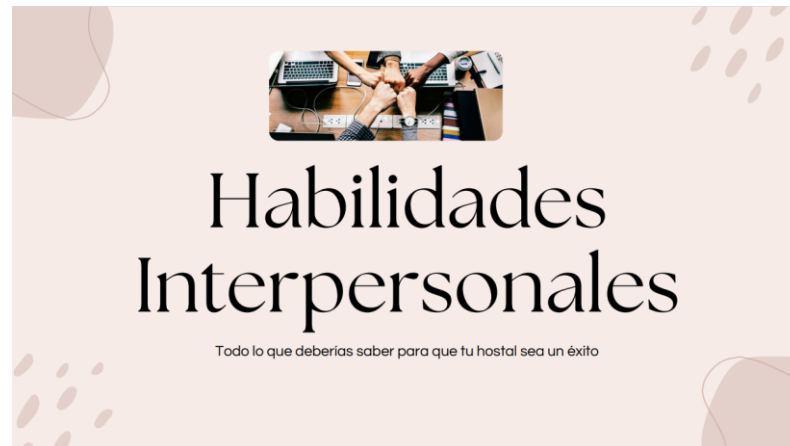 Habilidades
Interpersonales
Todo lo que deberías saber para que tu hostal sea un éxito